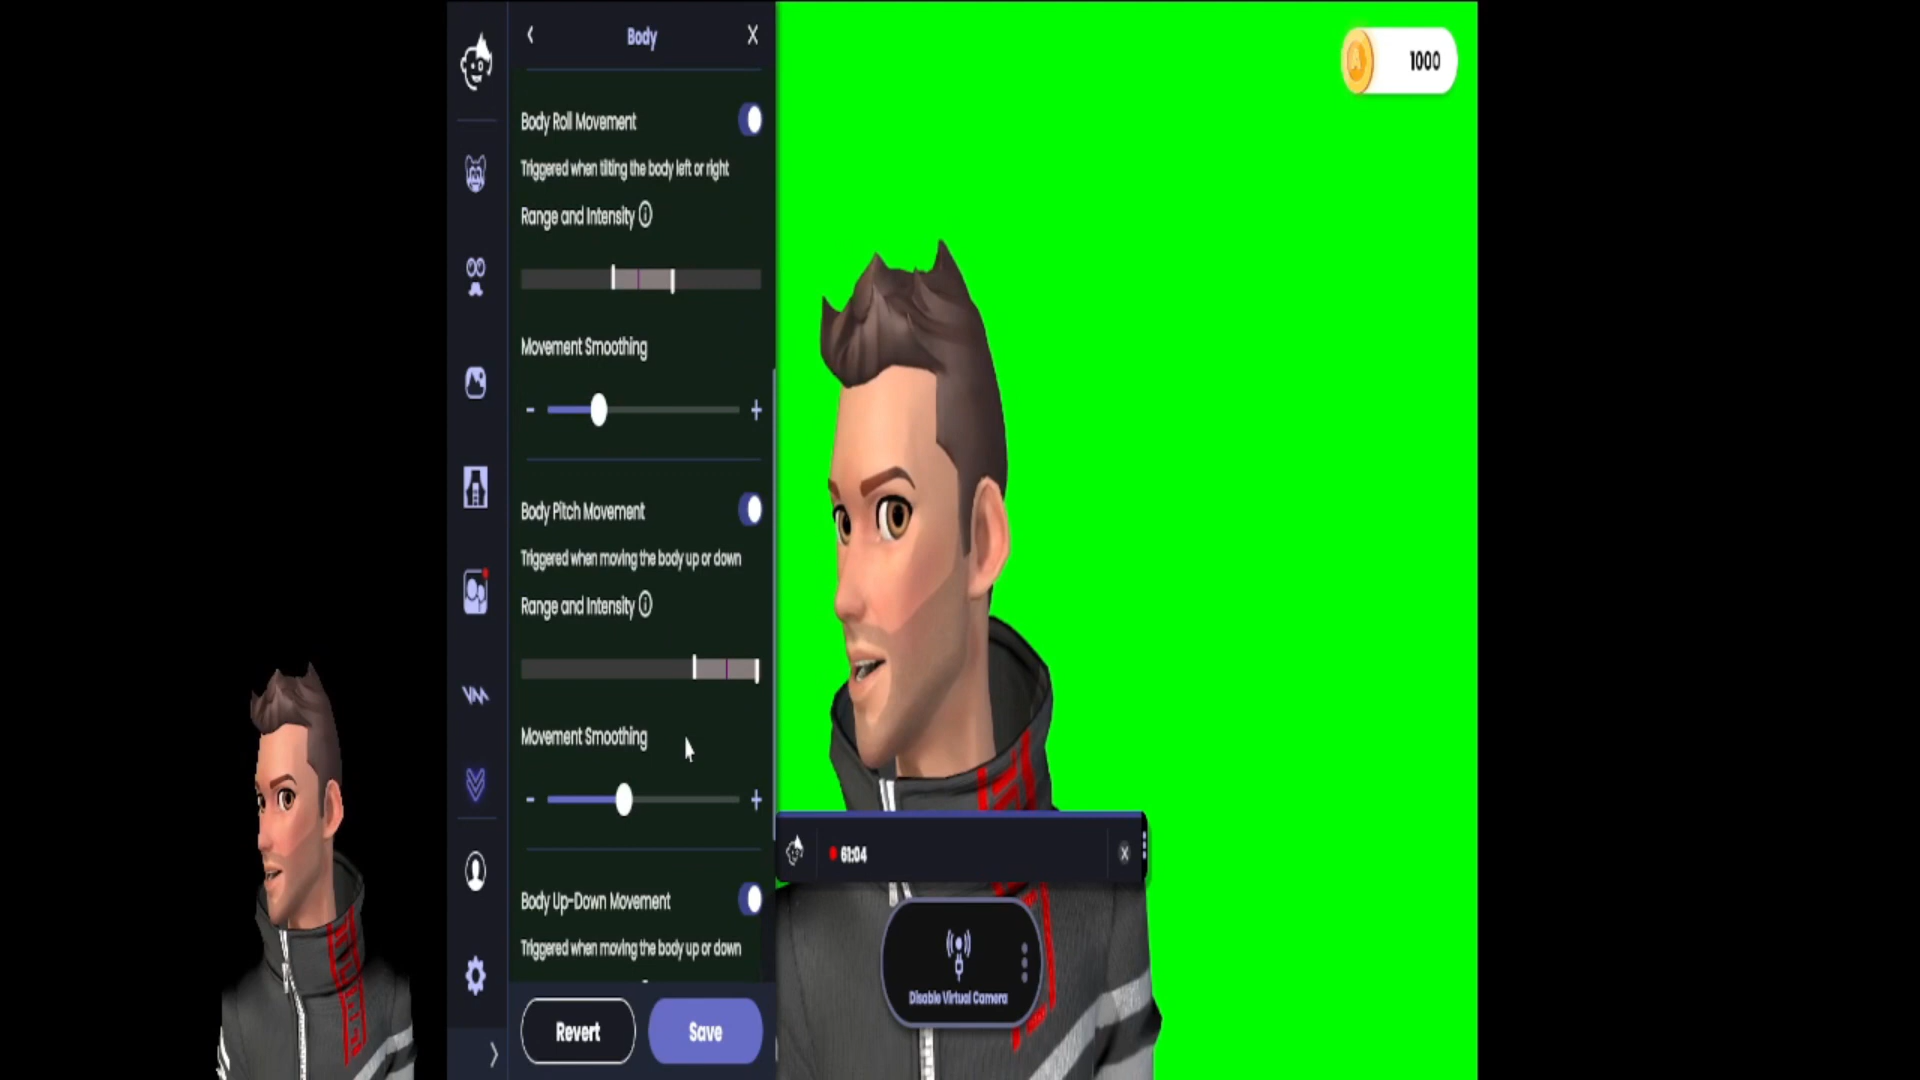 Body
X
1000
Body Roll Movement
Triggered when tilting the body left or right
Range and Intensity
Movement Smoothing
- +
Body Pitch Movement
Triggered when moving the body up or down
Range and Intensity
Movement Smoothing
- +
61:04
Body Up-Down Movement
Triggered when moving the body up or down
Disable Virtual Camera
Revert
Save